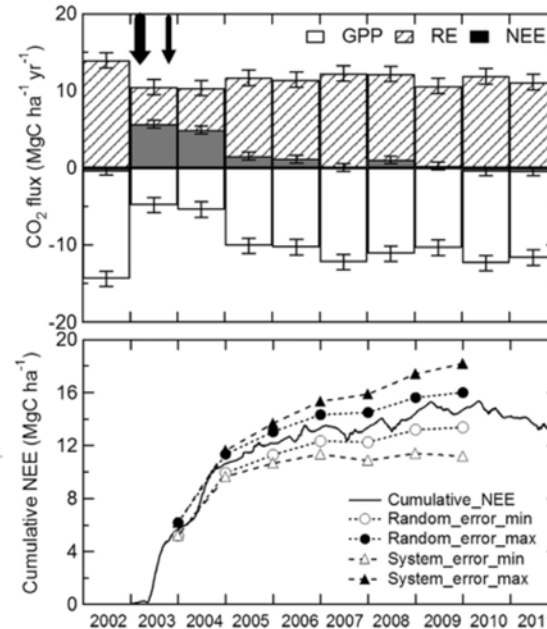 20
GPP RE NEE
10
0
-10
-20
CO2 flux (MgC ha-1 yr-1)
20
16
12
8
4
0
Cumulative NEE (MgC ha-1)
Cumulative_NEE
Random_error_min
Random_error_max
System_error_min
System_error_max
2002 2003 2004 2005 2006 2007 2008 2009 2010 201